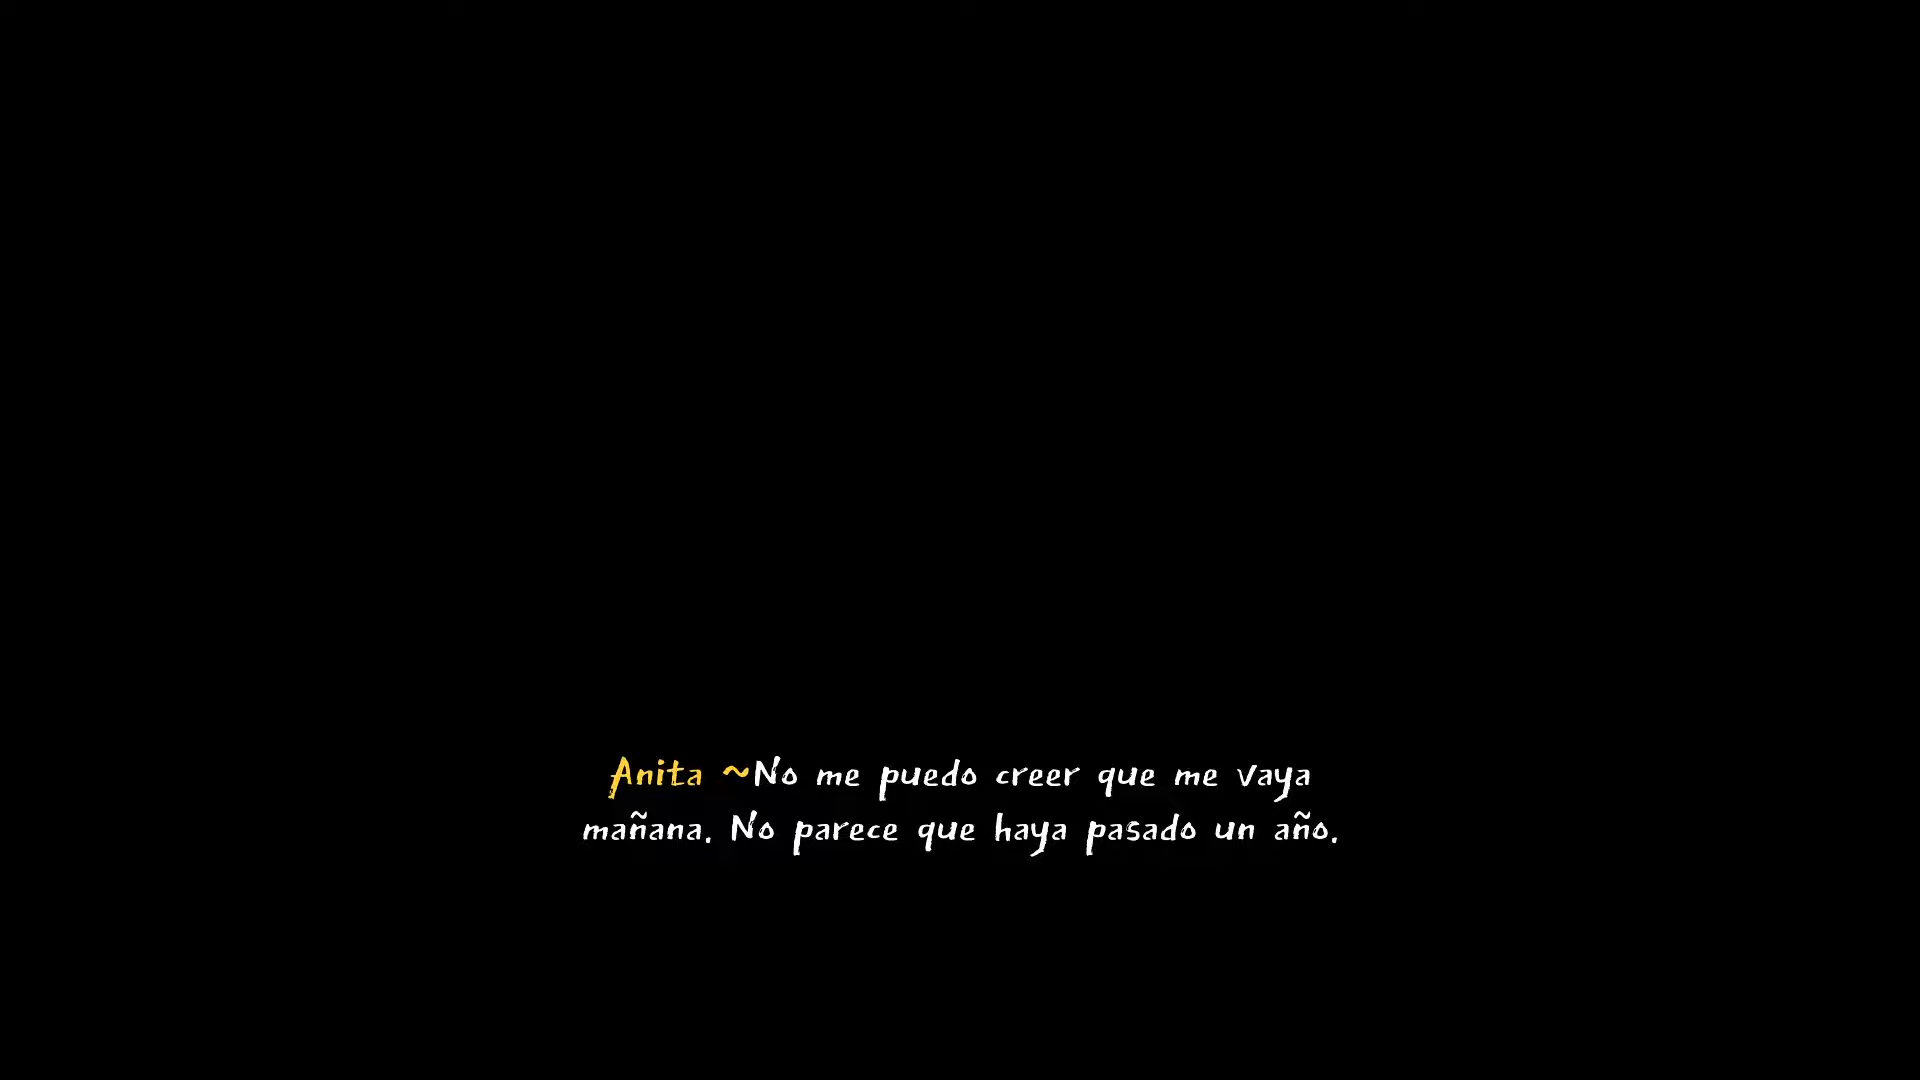 Anita ~No me puedo creer que me vaya
mañana. No parece que haya pasado un año.